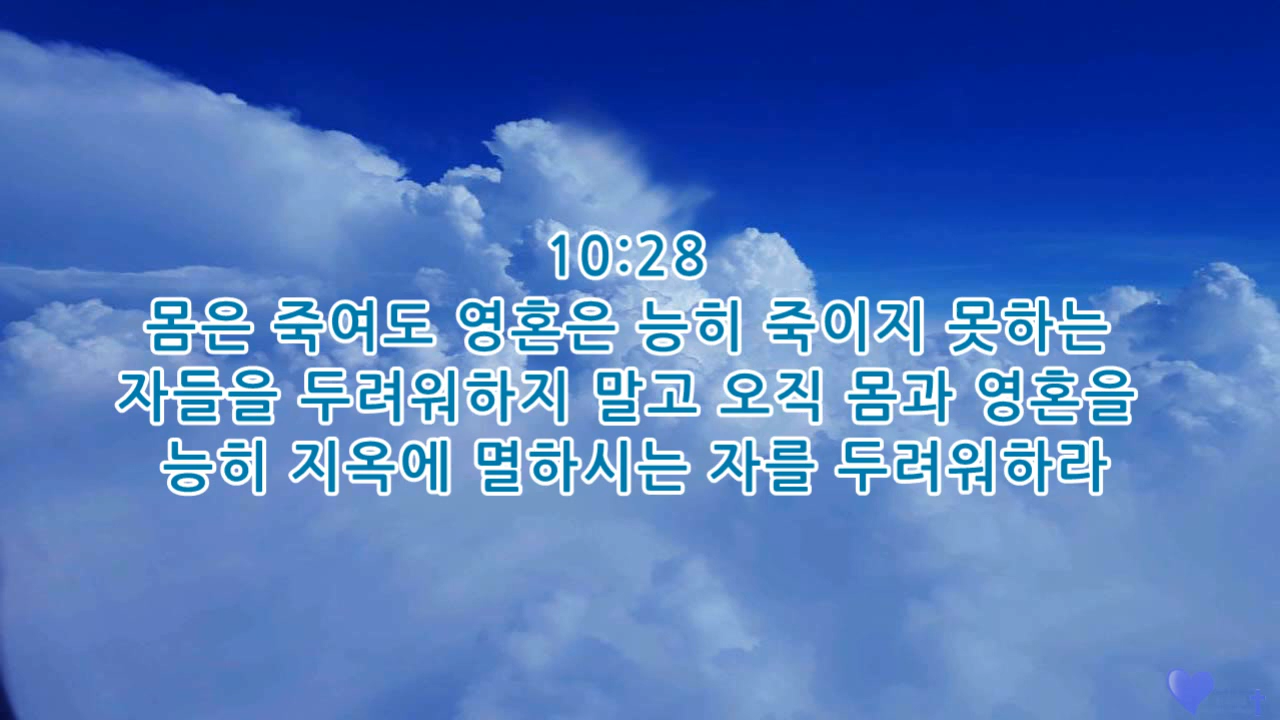 10:28
몸은 죽여도 영혼은 능히 죽이지 못하는
자들을 두려워하지 말고 오직 몸과 영혼을
능히 지옥에 멸하시는 자를 두려워하라